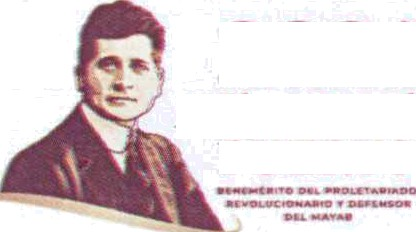 BENEMÉRITO DEL PROLETARIADO
REVOLUCIONARIO Y DEFENSOR
DEL MAYAB